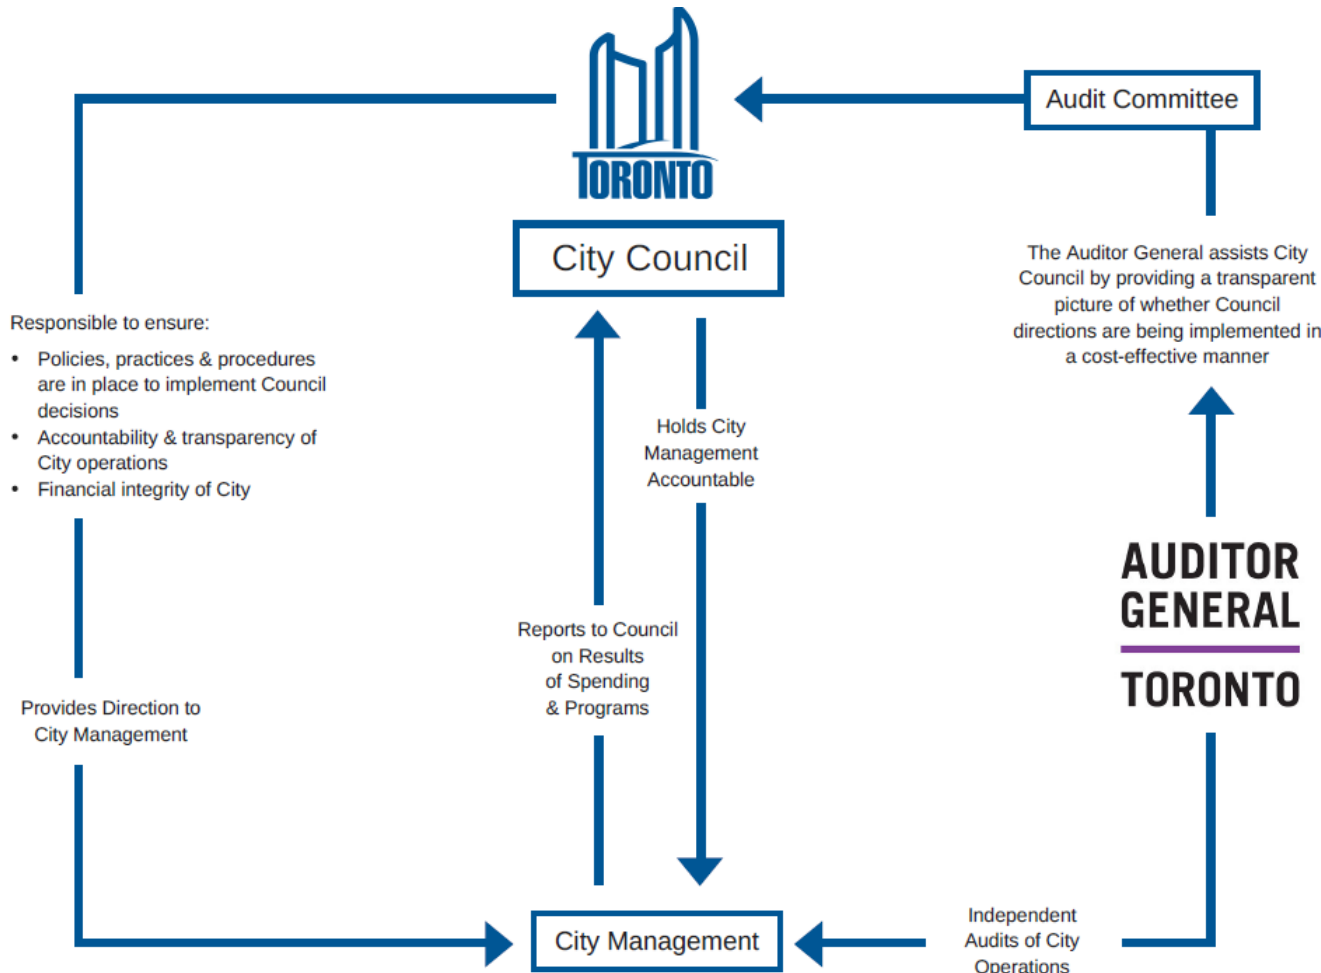 TORONTO
City Council
Audit Committee
The Auditor General assists City
Council by providing a transparent
picture of whether Council
directions are being implemented in
a cost-effective manner
Responsible to ensure:
• Policies, practices & procedures
are in place to implement Council
decisions
• Accountability & transparency of
City operations
• Financial integrity of City
Holds City
Management
Accountable
Reports to Council
on Results
of Spending
& Programs
AUDITOR
GENERAL
TORONTO
Provides Direction to
City Management
City Management
Independent
Audits of City
Operations